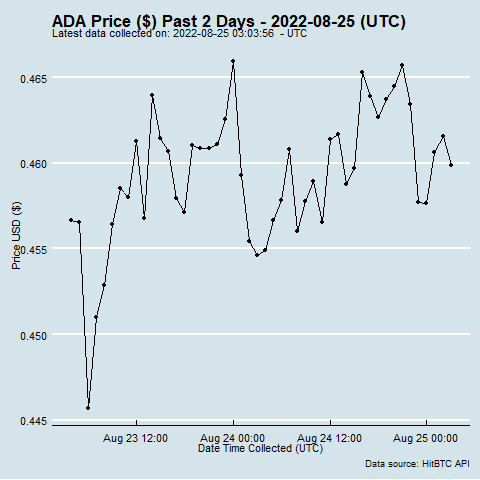 ADA Price ($) Past 2 Days - 2022-08-25 (UTC)
Latest data collected on: 2022-08-25 03:03:56 - UTC
Price USD ($)
0.465
0.460
0.455
0.450
0.445
Aug 23 12:00 Aug 24 00:00 Aug 24 12:00 Aug 25 00:00
Date Time Collected (UTC)
Data source: HitBTC API